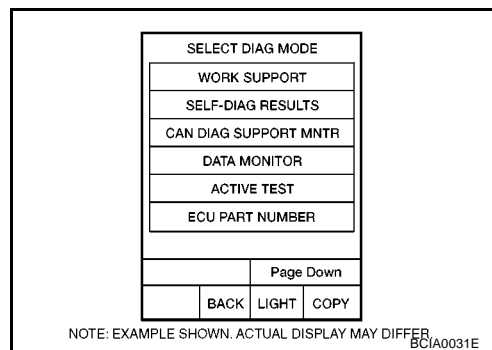 SELECT DIAG MODE
WORK SUPPORT
SELF-DIAG RESULTS
CAN DIAG SUPPORT MNTR
DATA MONITOR
ACTIVE TEST
ECU PART NUMBER
Page Down
BACK LIGHT COPY
NOTE: EXAMPLE SHOWN. ACTUAL DISPLAY MAY DIFFER.
BCIA0031E